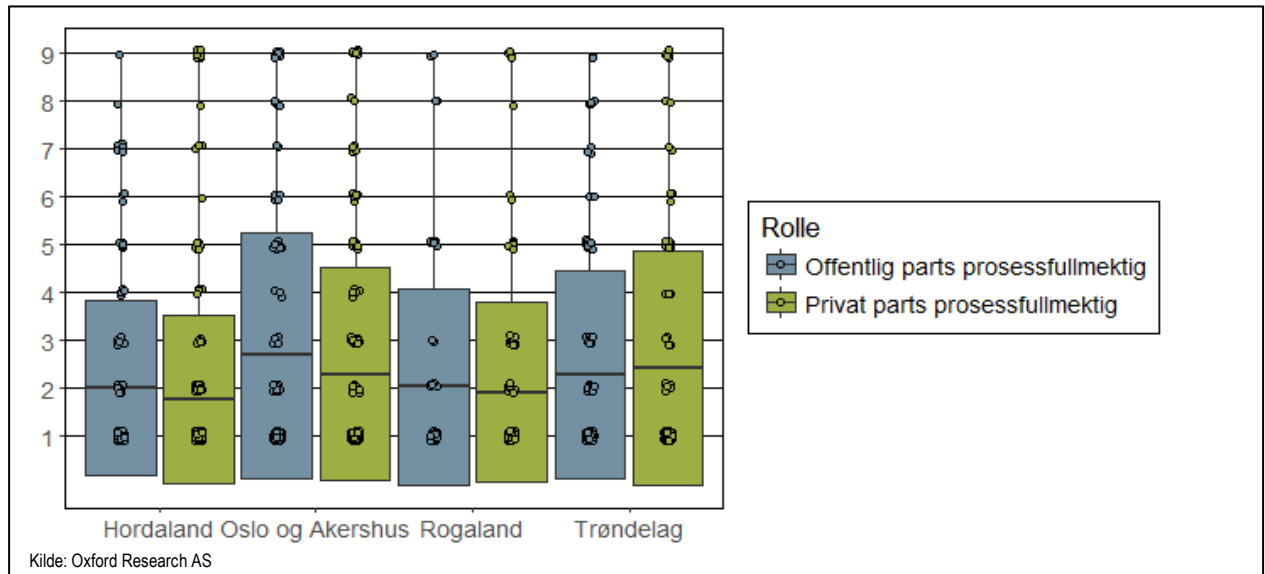 9
8
7
6
5
4
3
2
1
Hordaland Oslo og Akershus Rogaland Trøndelag
Rolle
Offentlig parts prosessfullmektig
Privat parts prosessfullmektig
Kilde: Oxford Research AS